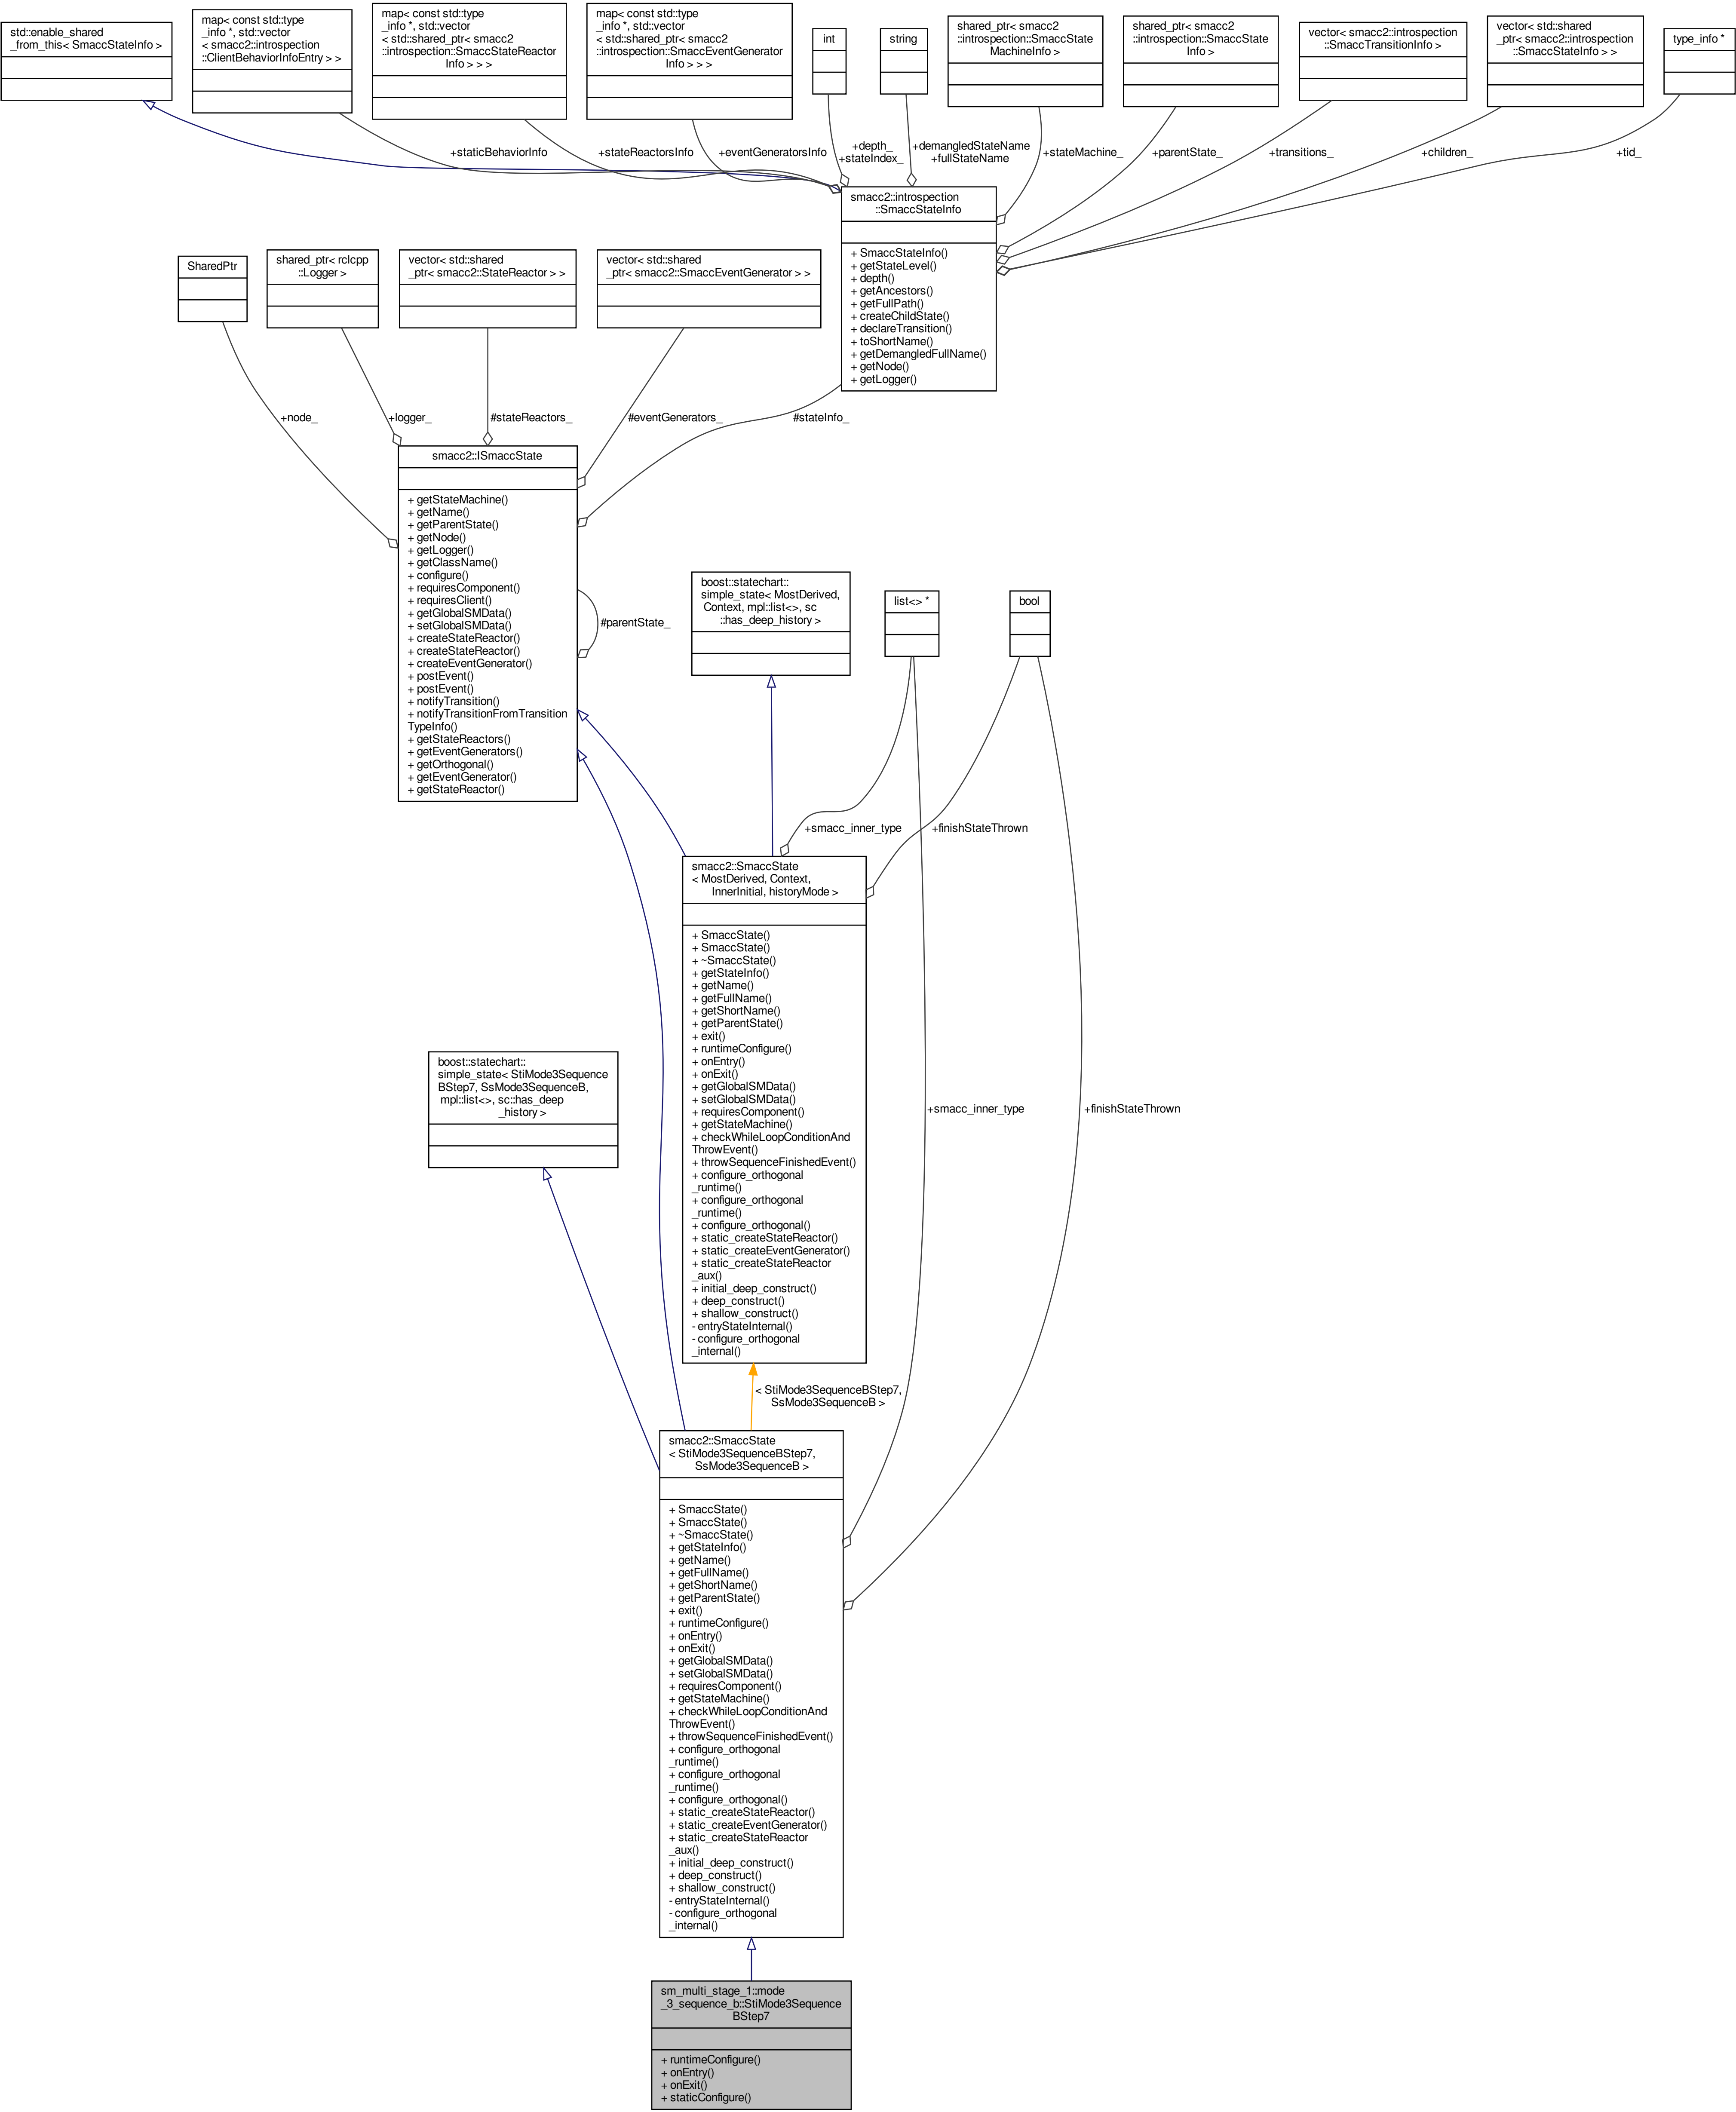 std::enable_shared
_from_this< SmaccStateInfo >
map< const std::type
_info *, std::vector
< smacc2::introspection
::ClientBehaviorInfoEntry > >
map< const std::type
_info *, std::vector
< std::shared_ptr< smacc2
::introspection::SmaccStateReactor
Info > > >
map< const std::type
_info *, std::vector
< std::shared_ptr< smacc2
::introspection::SmaccEventGenerator
Info > > >
int
string
shared_ptr< smacc2
::introspection::SmaccState
MachineInfo >
shared_ptr< smacc2
::introspection::SmaccState
Info >
vector< smacc2::introspection
::SmaccTransitionInfo >
vector< std::shared
_ptr< smacc2::introspection
::SmaccStateInfo > >
type_info *
+staticBehaviorInfo
+stateReactorsInfo
+eventGeneratorsInfo
+depth_
+stateIndex_
+demangledStateName
+fullStateName
+stateMachine_
+parentState_
+transitions_
+children_
+tid_
smacc2::introspection
::SmaccStateInfo
+ SmaccStateInfo()
+ getStateLevel()
+ depth()
+ getAncestors()
+ getFullPath()
+ createChildState()
+ declareTransition()
+ toShortName()
+ getDemangledFullName()
+ getNode()
+ getLogger()
SharedPtr
shared_ptr< rclcpp
::Logger >
vector< std::shared
_ptr< smacc2::StateReactor > >
vector< std::shared
_ptr< smacc2::SmaccEventGenerator > >
+node_
+logger_
#stateReactors_
#eventGenerators_
#stateInfo_
smacc2::ISmaccState
+ getStateMachine()
+ getName()
+ getParentState()
+ getNode()
+ getLogger()
+ getClassName()
+ configure()
+ requiresComponent()
+ requiresClient()
+ getGlobalSMData()
+ setGlobalSMData()
+ createStateReactor()
+ createStateReactor()
+ createEventGenerator()
+ postEvent()
+ postEvent()
+ notifyTransition()
+ notifyTransitionFromTransition
TypeInfo()
+ getStateReactors()
+ getEventGenerators()
+ getOrthogonal()
+ getEventGenerator()
+ getStateReactor()
#parentState_
boost::statechart::
simple_state< MostDerived,
Context, mpl::list<>, sc
::has_deep_history >
list<> *
bool
+smacc_inner_type
+finishStateThrown
smacc2::SmaccState
< MostDerived, Context,
InnerInitial, historyMode >
+ SmaccState()
+ SmaccState()
+ ~SmaccState()
+ getStateInfo()
+ getName()
+ getFullName()
+ getShortName()
+ getParentState()
+ exit()
+ runtimeConfigure()
+ onEntry()
+ onExit()
+ getGlobalSMData()
+ setGlobalSMData()
+ requiresComponent()
+ getStateMachine()
+ checkWhileLoopConditionAnd
ThrowEvent()
+ throwSequenceFinishedEvent()
+ configure_orthogonal
_runtime()
+ configure_orthogonal
_runtime()
+ configure_orthogonal()
+ static_createStateReactor()
+ static_createEventGenerator()
+ static_createStateReactor
_aux()
+ initial_deep_construct()
+ deep_construct()
+ shallow_construct()
- entryStateInternal()
- configure_orthogonal
_internal()
boost::statechart::
simple_state< StiMode3Sequence
BStep7, SsMode3SequenceB,
mpl::list<>, sc::has_deep
_history >
+smacc_inner_type
+finishStateThrown
< StiMode3SequenceBStep7,
SsMode3SequenceB >
smacc2::SmaccState
< StiMode3SequenceBStep7,
SsMode3SequenceB >
+ SmaccState()
+ SmaccState()
+ ~SmaccState()
+ getStateInfo()
+ getName()
+ getFullName()
+ getShortName()
+ getParentState()
+ exit()
+ runtimeConfigure()
+ onEntry()
+ onExit()
+ getGlobalSMData()
+ setGlobalSMData()
+ requiresComponent()
+ getStateMachine()
+ checkWhileLoopConditionAnd
ThrowEvent()
+ throwSequenceFinishedEvent()
+ configure_orthogonal
_runtime()
+ configure_orthogonal
_runtime()
+ configure_orthogonal()
+ static_createStateReactor()
+ static_createEventGenerator()
+ static_createStateReactor
_aux()
+ initial_deep_construct()
+ deep_construct()
+ shallow_construct()
- entryStateInternal()
- configure_orthogonal
_internal()
sm_multi_stage_1::mode
_3_sequence_b::StiMode3Sequence
BStep7
+ runtimeConfigure()
+ onEntry()
+ onExit()
+ staticConfigure()